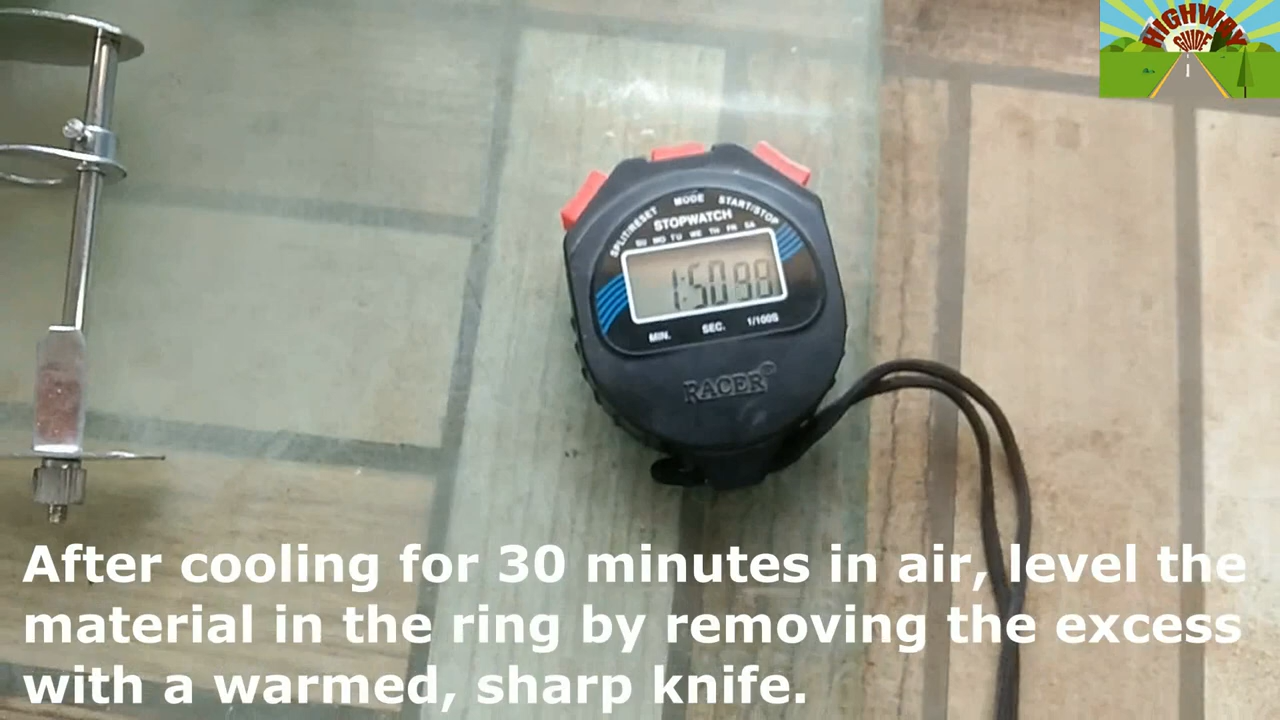 HIGHWAY
GUIDE
SPLIT/RESET MODE START/STOP
STOPWATCH
SU MO TU WE TH FR SA
1:50 98
MIN. SEC. 1/100S
RACER
After cooling for 30 minutes in air, level the
material in the ring by removing the excess
with a warmed, sharp knife.